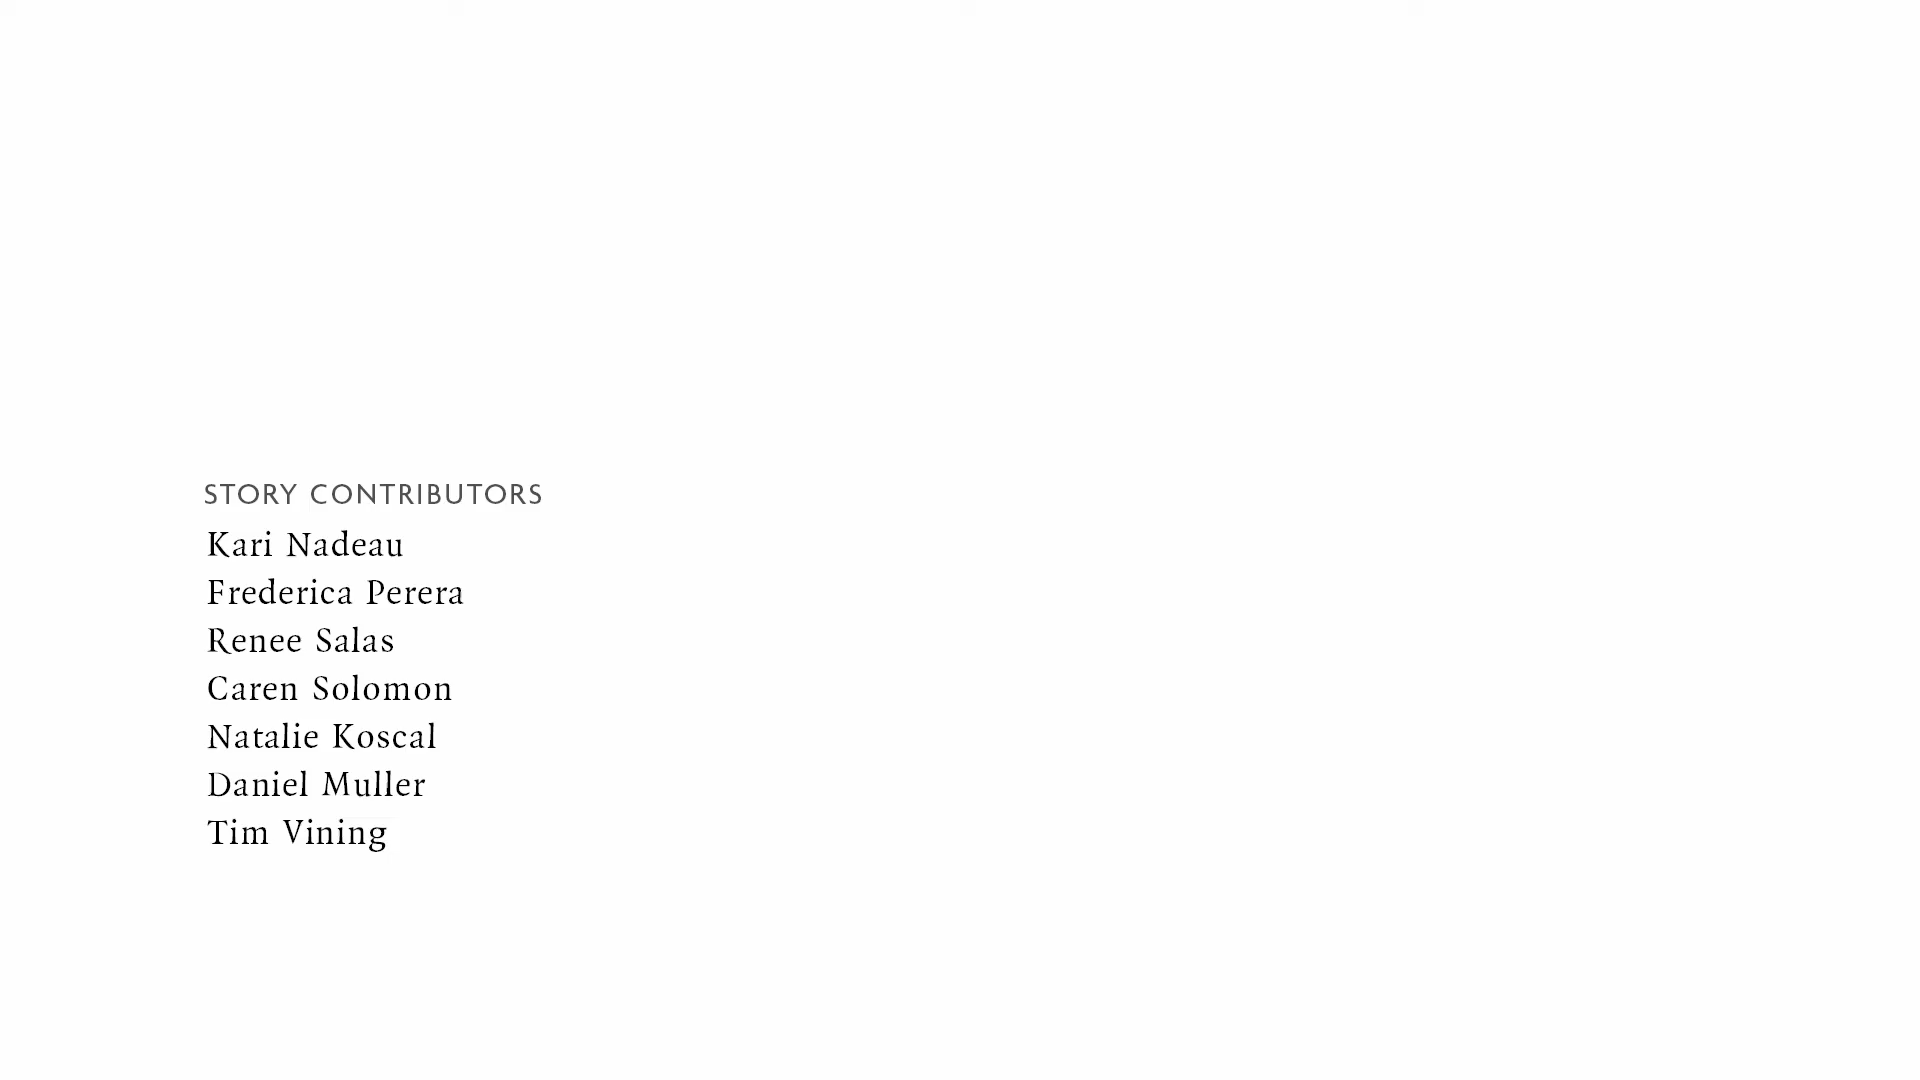 STORY CONTRIBUTORS
Kari Nadeau
Frederica Perera
Renee Salas
Caren Solomon
Natalie Koscal
Daniel Muller
Tim Vining